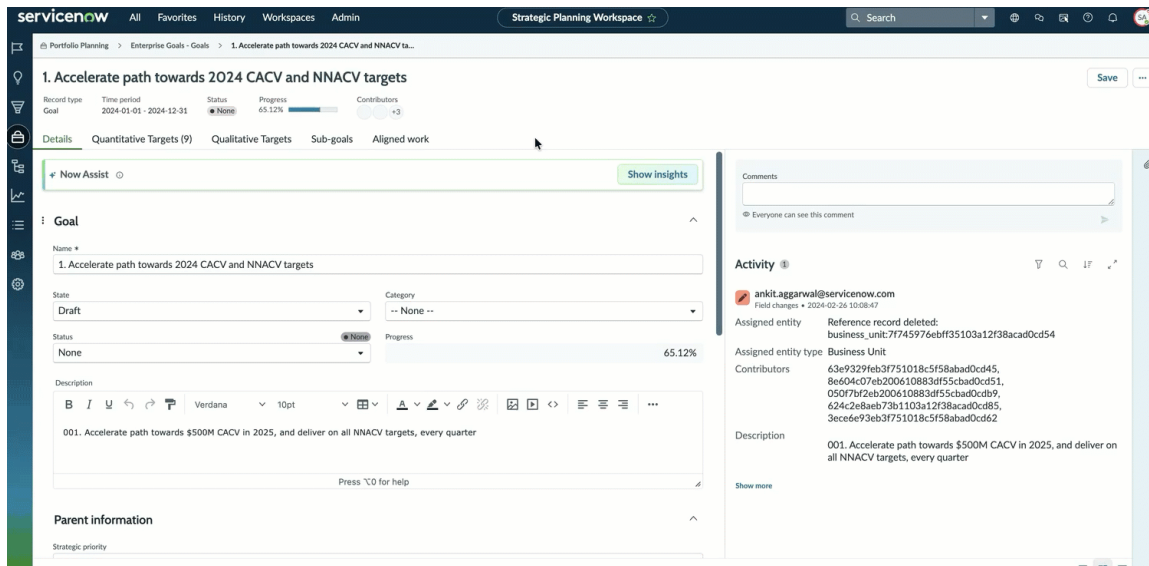 servicenow All Favorites History Workspaces Admin Strategic Planning Workspace Search SA
Portfolio Planning > Enterprise Goals - Goals > 1. Accelerate path towards 2024 CACV and NNACV ta...
1. Accelerate path towards 2024 CACV and NNACV targets
Save
Record type Time period Status Progress Contributors
Goal 2024-01-01 - 2024-12-31 None 65.12% +3
Details Quantitative Targets (9) Qualitative Targets Sub-goals Aligned work
Now Assist Show insights
Goal
Name *
1. Accelerate path towards 2024 CACV and NNACV targets
State Category
Draft -- None --
Status None Progress
None 65.12%
Description
B I U Verdana 10pt A
001. Accelerate path towards $500M CACV in 2025, and deliver on all NNACV targets, every quarter
Press ⌥0 for help
Parent information
Strategic priority
Comments
Everyone can see this comment
Activity 1
ankit.aggarwal@servicenow.com
Field changes • 2024-02-26 10:08:47
Assigned entity Reference record deleted:
business_unit:7f745976ebff35103a12f38acad0cd54
Assigned entity type Business Unit
Contributors 63e9329feb3f751018c5f58abad0cd45,
8e604c07eb200610883df55cbad0cd51,
050f7bf2eb200610883df55cbad0cdb9,
624c2e8aeb73b1103a12f38acad0cd85,
3ece6e93eb3f751018c5f58abad0cd62
Description
001. Accelerate path towards $500M CACV in 2025, and deliver on
all NNACV targets, every quarter
Show more